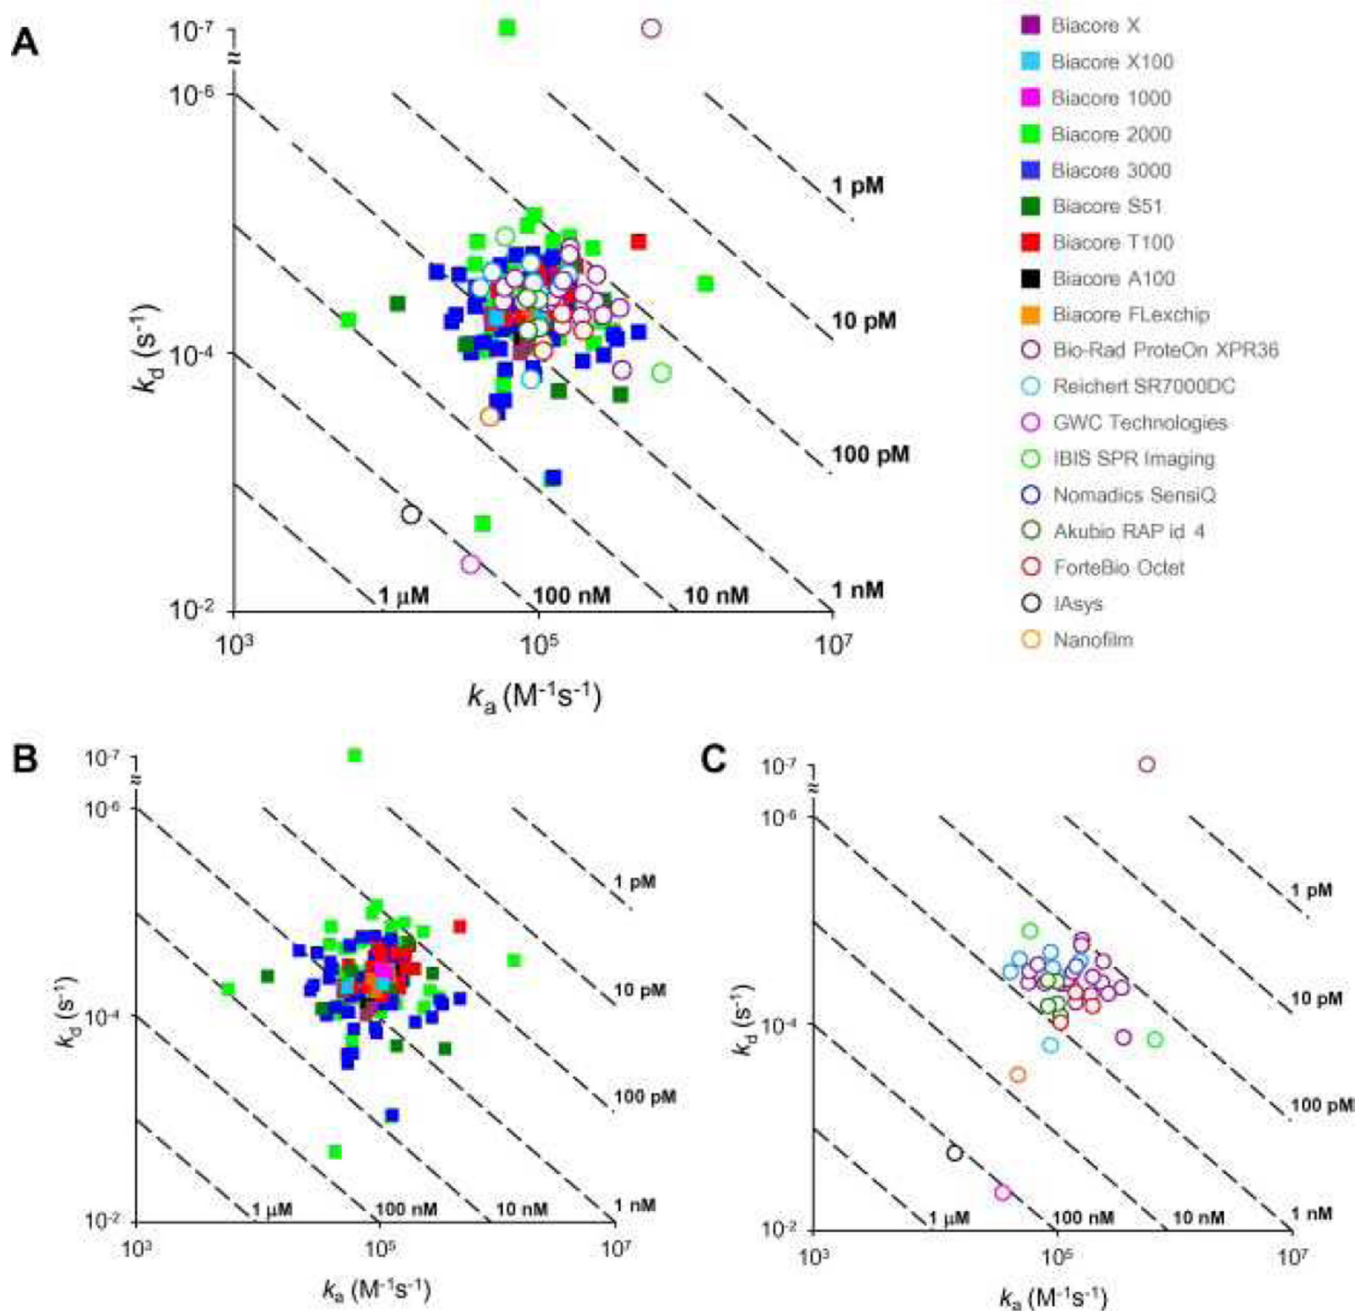 A
10-7
≈
10-6
10-4
10-2
kd (s-1)
1 pM
10 pM
100 pM
1 nM
10 nM
100 nM
1 μM
103
105
107
ka (M-1s-1)
Biacore X
Biacore X100
Biacore 1000
Biacore 2000
Biacore 3000
Biacore S51
Biacore T100
Biacore A100
Biacore FLexchip
Bio-Rad ProteOn XPR36
Reichert SR7000DC
GWC Technologies
IBIS SPR Imaging
Nomadics SensiQ
Akubio RAP id 4
ForteBio Octet
IAsys
Nanofilm
B
10-7
≈
10-6
10-4
10-2
kd (s-1)
1 pM
10 pM
100 pM
1 nM
10 nM
100 nM
1 μM
103
105
107
ka (M-1s-1)
C
10-7
≈
10-6
10-4
10-2
kd (s-1)
1 pM
10 pM
100 pM
1 nM
10 nM
100 nM
1 μM
103
105
107
ka (M-1s-1)